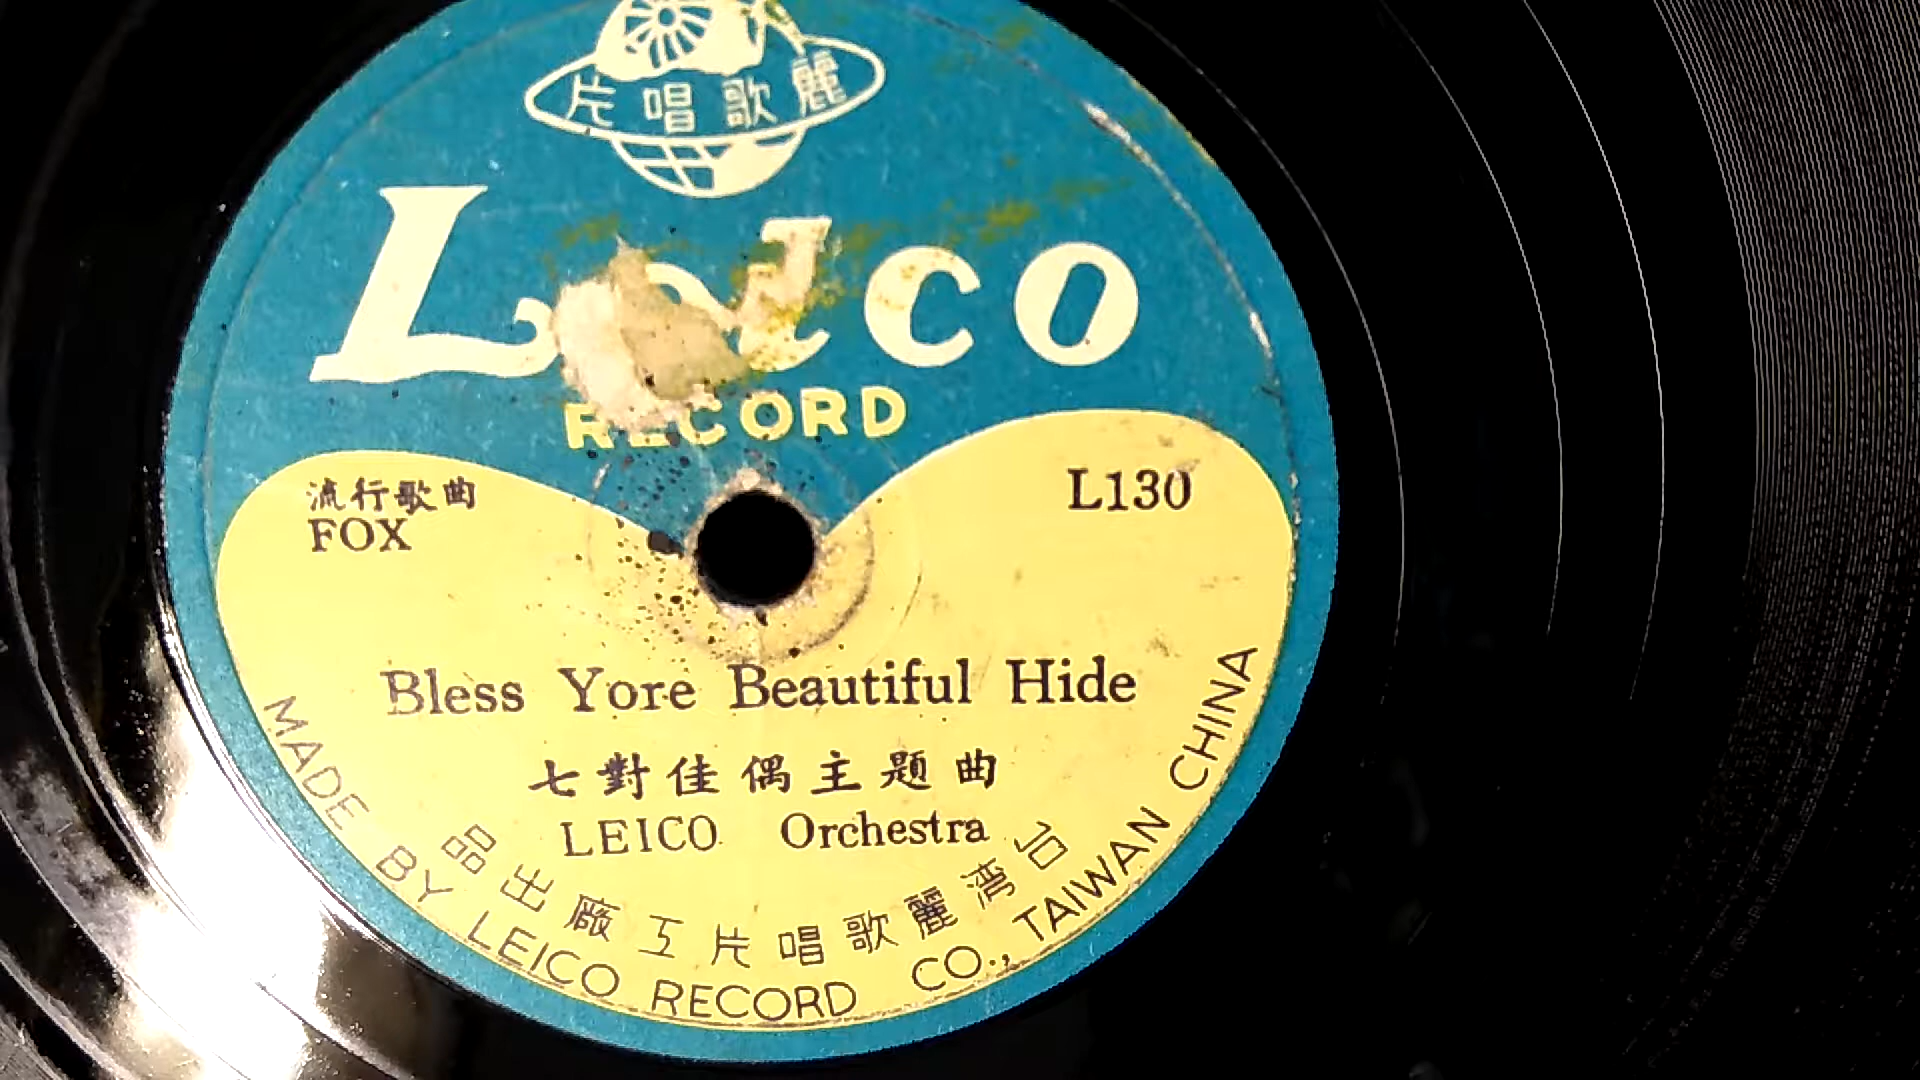 片唱歌麗
Leico
RECORD
流行歌曲
FOX
L130
Bless Yore Beautiful Hide
七對佳偶主題曲
LEICO Orchestra
品出廠工片唱歌麗湾台
MADE BY LEICO RECORD CO., TAIWAN CHINA